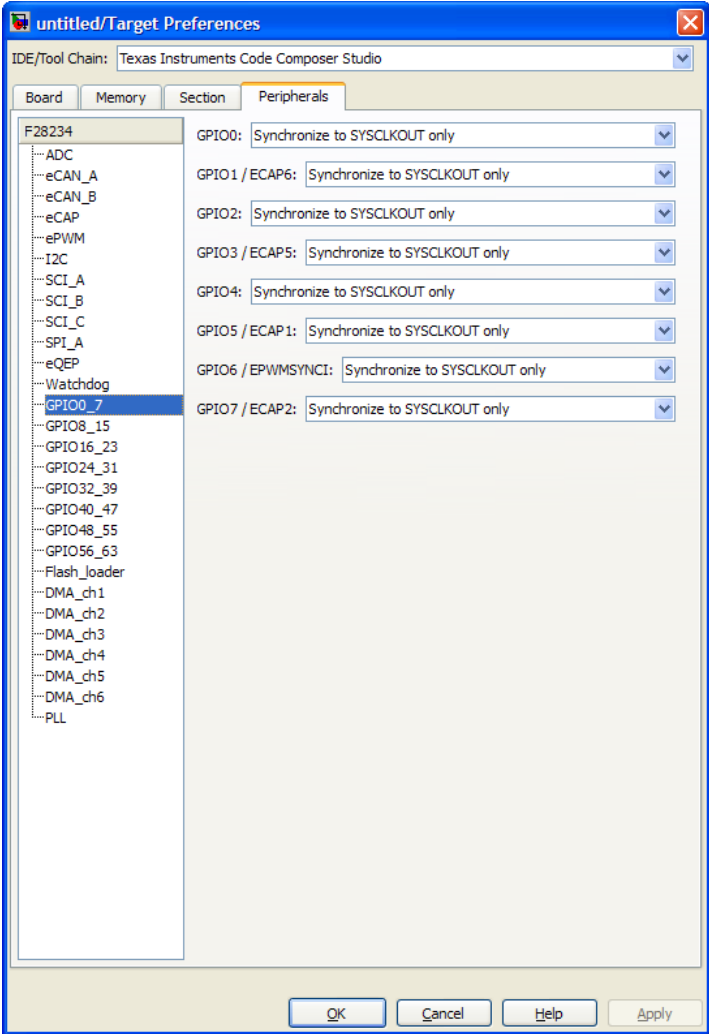 untitled/Target Preferences
IDE/Tool Chain: Texas Instruments Code Composer Studio
Board Memory Section Peripherals
F28234
ADC
eCAN_A
eCAN_B
eCAP
ePWM
I2C
SCI_A
SCI_B
SCI_C
SPI_A
eQEP
Watchdog
GPIO0_7
GPIO8_15
GPIO16_23
GPIO24_31
GPIO32_39
GPIO40_47
GPIO48_55
GPIO56_63
Flash_loader
DMA_ch1
DMA_ch2
DMA_ch3
DMA_ch4
DMA_ch5
DMA_ch6
PLL
GPIO0: Synchronize to SYSCLKOUT only
GPIO1 / ECAP6: Synchronize to SYSCLKOUT only
GPIO2: Synchronize to SYSCLKOUT only
GPIO3 / ECAP5: Synchronize to SYSCLKOUT only
GPIO4: Synchronize to SYSCLKOUT only
GPIO5 / ECAP1: Synchronize to SYSCLKOUT only
GPIO6 / EPWMSYNCI: Synchronize to SYSCLKOUT only
GPIO7 / ECAP2: Synchronize to SYSCLKOUT only
OK Cancel Help Apply